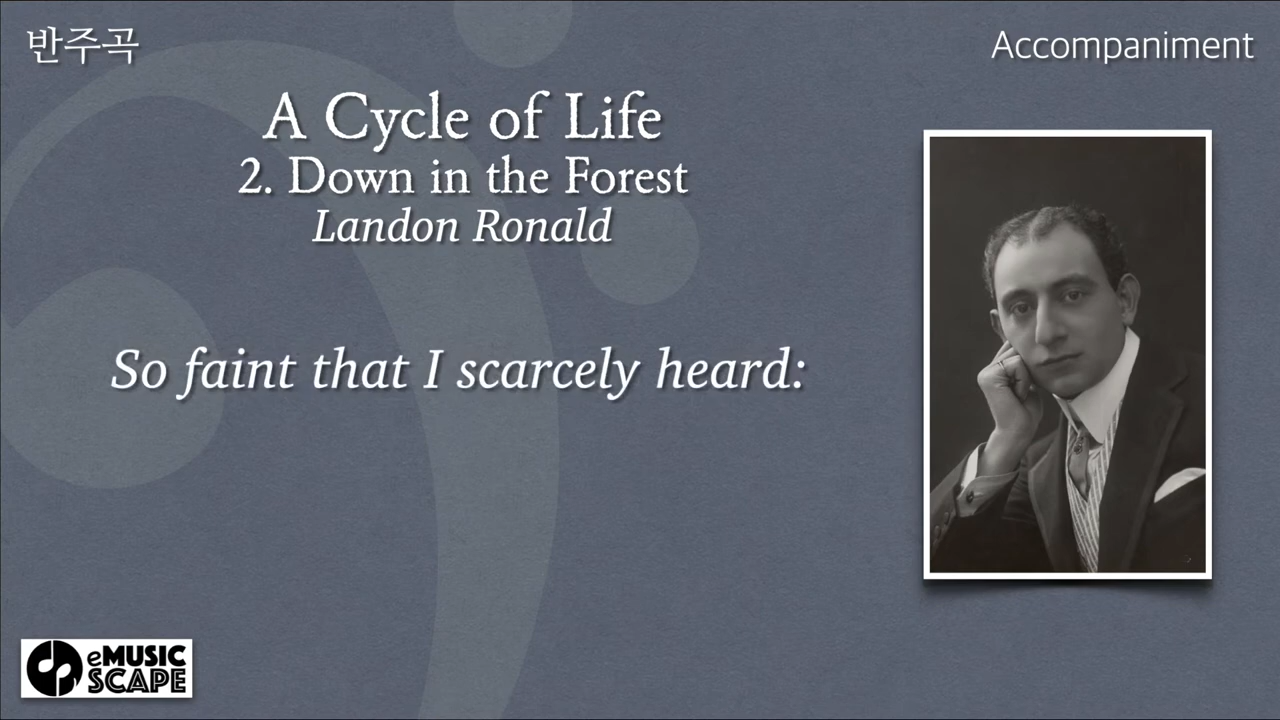 반주곡
Accompaniment
A Cycle of Life
2. Down in the Forest
Landon Ronald
So faint that I scarcely heard:
eMUSIC
SCAPE